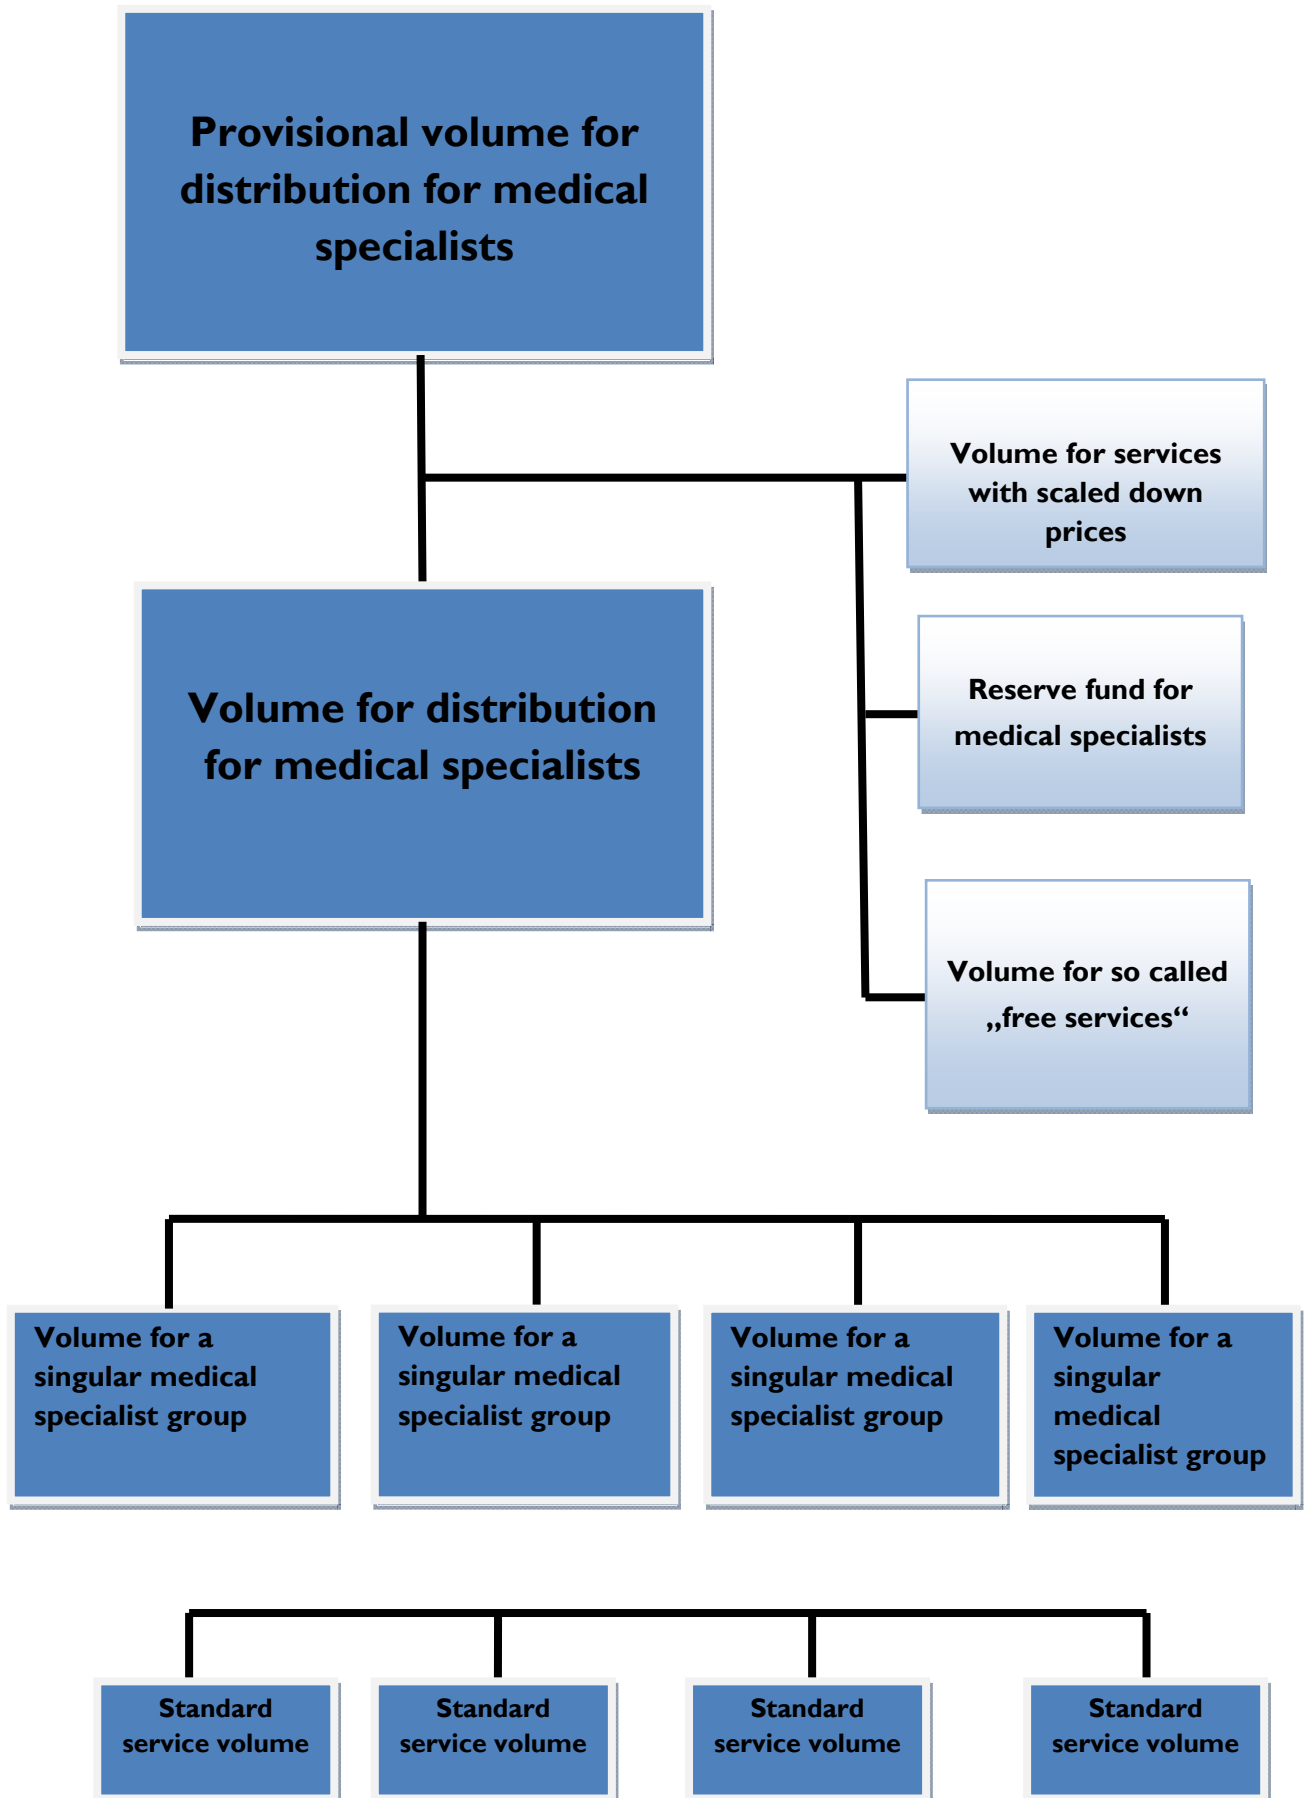 Provisional volume for
distribution for medical
specialists
Volume for services
with scaled down
prices
Volume for distribution
for medical specialists
Reserve fund for
medical specialists
Volume for so called
„free services“
Volume for a
singular medical
specialist group
Volume for a
singular medical
specialist group
Volume for a
singular medical
specialist group
Volume for a
singular
medical
specialist group
Standard
service volume
Standard
service volume
Standard
service volume
Standard
service volume